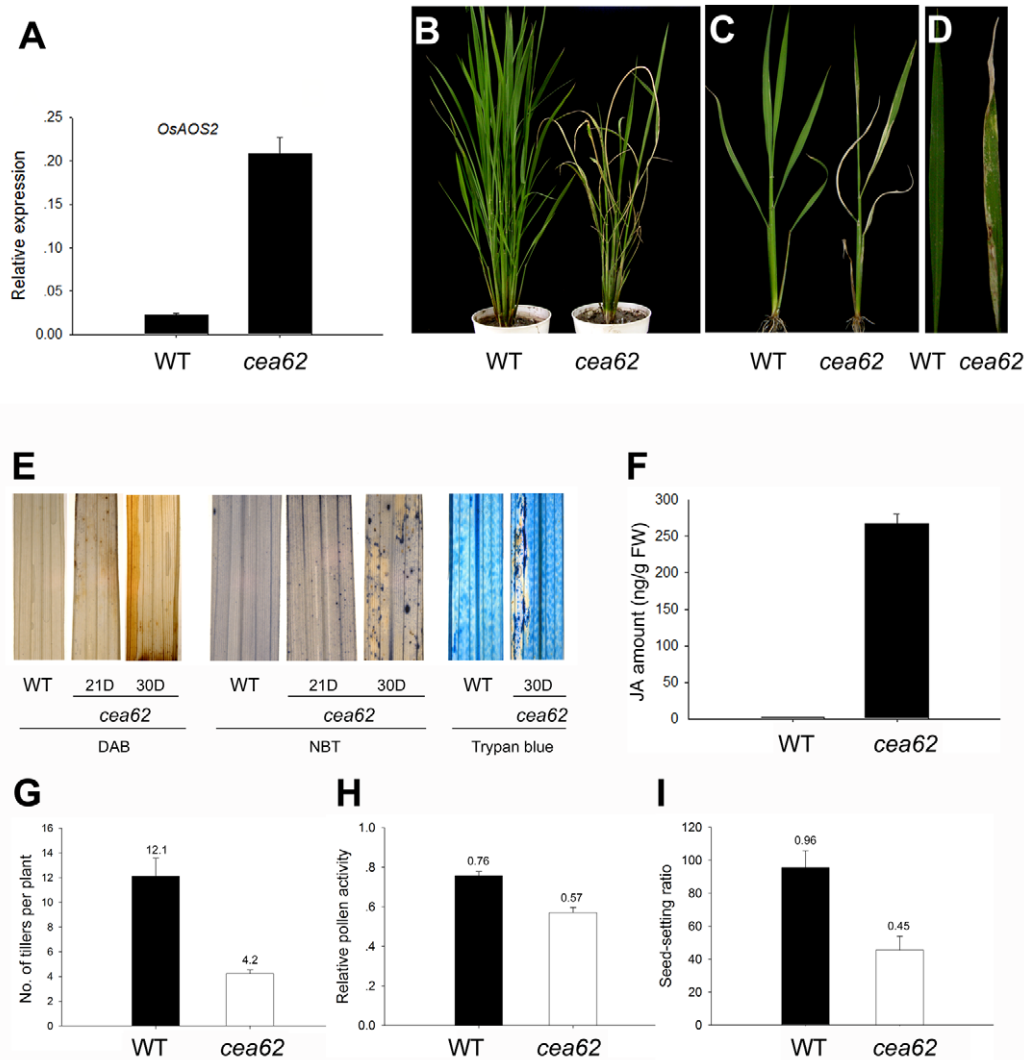 A
OsAOS2
Relative expression
.25
.20
.15
.10
.05
0.00
WT cea62
B
WT cea62
C
WT cea62
D
WT cea62
E
WT 21D 30D
cea62
DAB
WT 21D 30D
cea62
NBT
WT 30D
cea62
Trypan blue
F
JA amount (ng/g FW)
300
250
200
150
100
50
0
WT cea62
G
No. of tillers per plant
16
14
12
10
8
6
4
2
0
12.1
4.2
WT cea62
H
Relative pollen activity
1.0
.8
.6
.4
.2
0.0
0.76
0.57
WT cea62
I
Seed-setting ratio
120
100
80
60
40
20
0
0.96
0.45
WT cea62